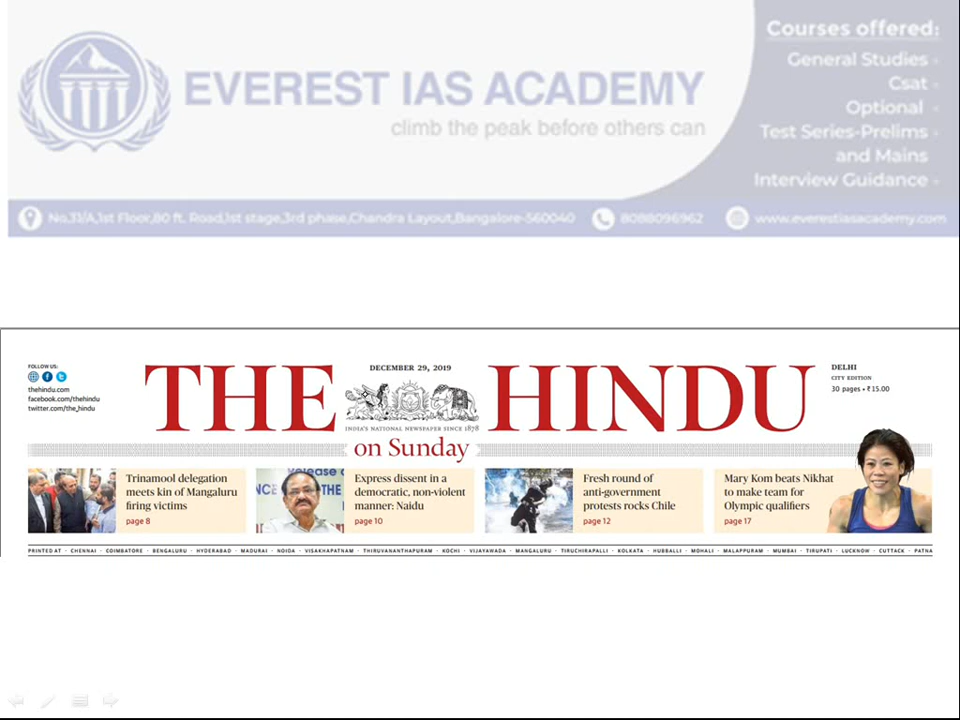 EVEREST IAS ACADEMY
climb the peak before others can
Courses offered:
General Studies -
Csat -
Optional -
Test Series-Prelims -
and Mains
Interview Guidance -
No.31/A,1st Floor,80 ft. Road,1st stage,3rd phase,Chandra Layout,Bangalore-560040
8088096962
www.everestiasacademy.com
FOLLOW US:
thehindu.com
facebook.com/thehindu
twitter.com/the_hindu
THE HINDU
DECEMBER 29, 2019
INDIA'S NATIONAL NEWSPAPER SINCE 1878
on Sunday
DELHI
CITY EDITION
30 pages • ₹15.00
Trinamool delegation
meets kin of Mangaluru
firing victims
page 8
Express dissent in a
democratic, non-violent
manner: Naidu
page 10
Fresh round of
anti-government
protests rocks Chile
page 12
Mary Kom beats Nikhat
to make team for
Olympic qualifiers
page 17
PRINTED AT · CHENNAI · COIMBATORE · BENGALURU · HYDERABAD · MADURAI · NOIDA · VISAKHAPATNAM · THIRUVANANTHAPURAM · KOCHI · VIJAYAWADA · MANGALURU · TIRUCHIRAPALLI · KOLKATA · HUBBALLI · MOHALI · MALAPPURAM · MUMBAI · TIRUPATI · LUCKNOW · CUTTACK · PATNA